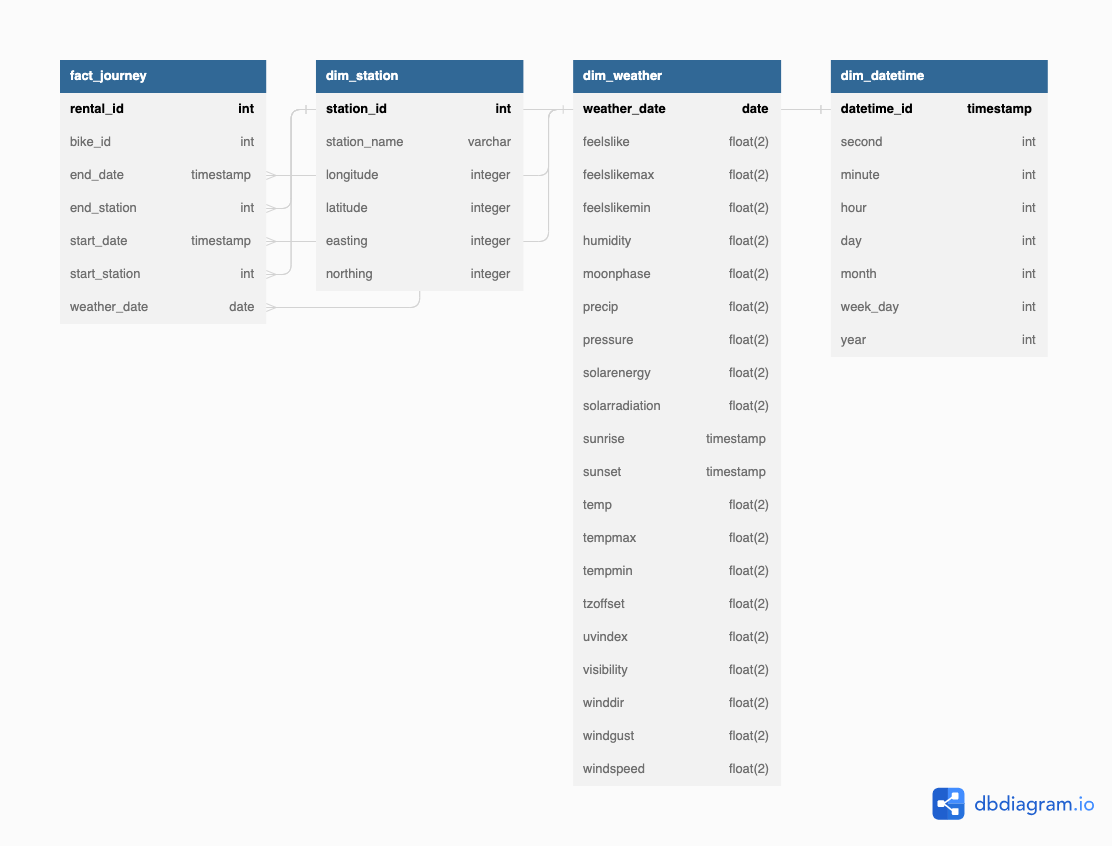 fact_journey
rental_id int
bike_id int
end_date timestamp
end_station int
start_date timestamp
start_station int
weather_date date
dim_station
station_id int
station_name varchar
longitude integer
latitude integer
easting integer
northing integer
dim_weather
weather_date date
feelslike float(2)
feelslikemax float(2)
feelslikemin float(2)
humidity float(2)
moonphase float(2)
precip float(2)
pressure float(2)
solarenergy float(2)
solarradiation float(2)
sunrise timestamp
sunset timestamp
temp float(2)
tempmax float(2)
tempmin float(2)
tzoffset float(2)
uvindex float(2)
visibility float(2)
winddir float(2)
windgust float(2)
windspeed float(2)
dim_datetime
datetime_id timestamp
second int
minute int
hour int
day int
month int
week_day int
year int
dbdiagram.io